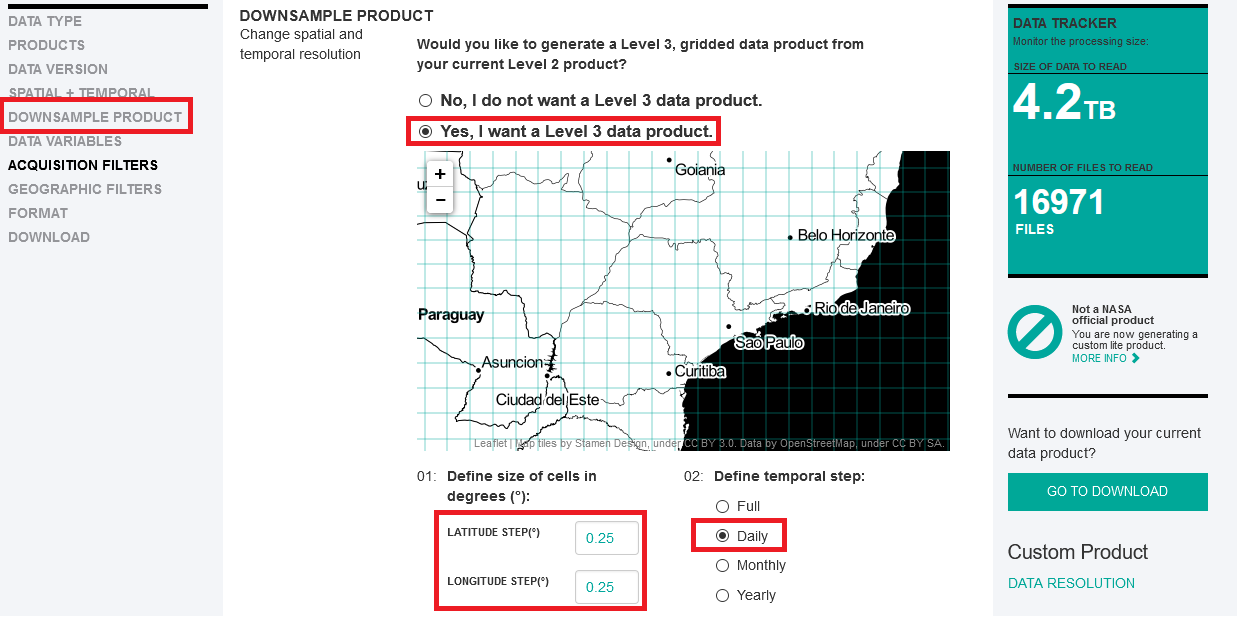 DATA TYPE
PRODUCTS
DATA VERSION
SPATIAL + TEMPORAL
DOWNSAMPLE PRODUCT
DATA VARIABLES
ACQUISITION FILTERS
GEOGRAPHIC FILTERS
FORMAT
DOWNLOAD
DOWNSAMPLE PRODUCT
Change spatial and
temporal resolution
Would you like to generate a Level 3, gridded data product from
your current Level 2 product?
No, I do not want a Level 3 data product.
Yes, I want a Level 3 data product.
+
−
Goiania
Belo Horizonte
Paraguay
Rio de Janeiro
Sao Paulo
Asuncion
Curitiba
Ciudad del Este
Leaflet | Map tiles by Stamen Design, under CC BY 3.0. Data by OpenStreetMap, under CC BY SA.
01: Define size of cells in
degrees (°):
LATITUDE STEP(°) 0.25
LONGITUDE STEP(°) 0.25
02: Define temporal step:
Full
Daily
Monthly
Yearly
DATA TRACKER
Monitor the processing size:
SIZE OF DATA TO READ
4.2TB
NUMBER OF FILES TO READ
16971
FILES
Not a NASA
official product
You are now generating a
custom lite product.
MORE INFO
Want to download your current
data product?
GO TO DOWNLOAD
Custom Product
DATA RESOLUTION